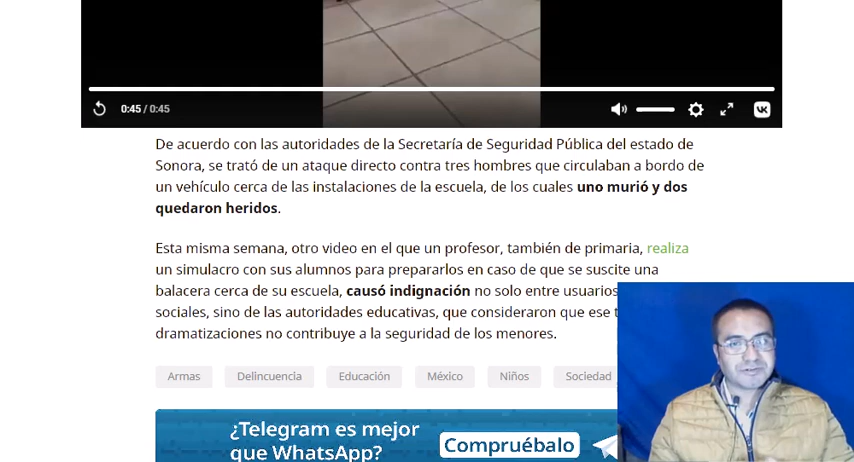 0:45 / 0:45
De acuerdo con las autoridades de la Secretaría de Seguridad Pública del estado de
Sonora, se trató de un ataque directo contra tres hombres que circulaban a bordo de
un vehículo cerca de las instalaciones de la escuela, de los cuales uno murió y dos
quedaron heridos.
Esta misma semana, otro video en el que un profesor, también de primaria, realiza
un simulacro con sus alumnos para prepararlos en caso de que se suscite una
balacera cerca de su escuela, causó indignación no solo entre usuarios
sociales, sino de las autoridades educativas, que consideraron que ese
dramatizaciones no contribuye a la seguridad de los menores.
Armas Delincuencia Educación México Niños Sociedad
¿Telegram es mejor
que WhatsApp?
Compruébalo